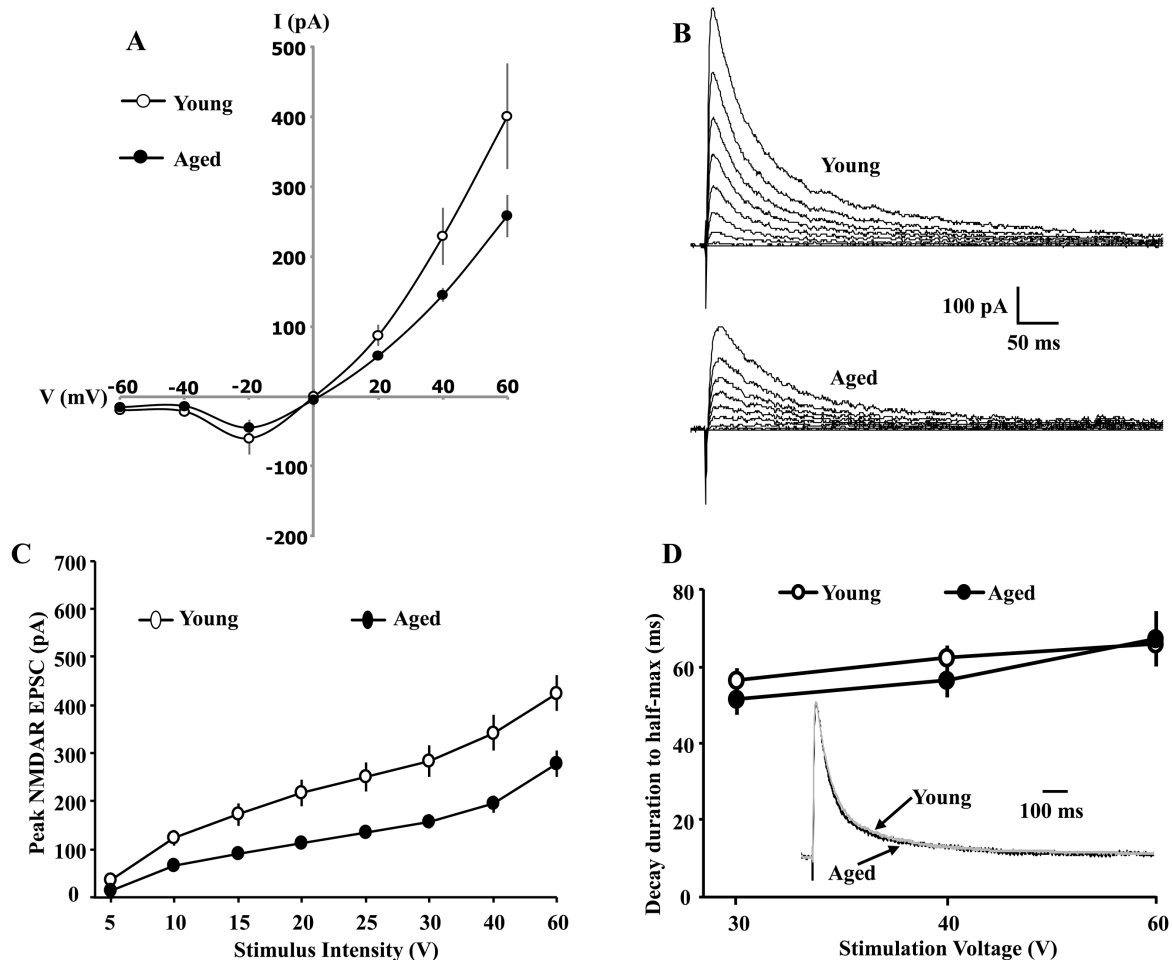 A
I (pA)
500
400
300
200
100
-100
-200
Young
Aged
V (mV)
-60
-40
-20
0
20
40
60
B
Young
100 pA
50 ms
Aged
C
Peak NMDAR EPSC (pA)
700
600
500
400
300
200
100
0
Young
Aged
5
10
15
20
25
30
40
60
Stimulus Intensity (V)
D
Decay duration to half-max (ms)
80
60
40
20
0
Young
Aged
Young
100 ms
Aged
30
40
60
Stimulation Voltage (V)